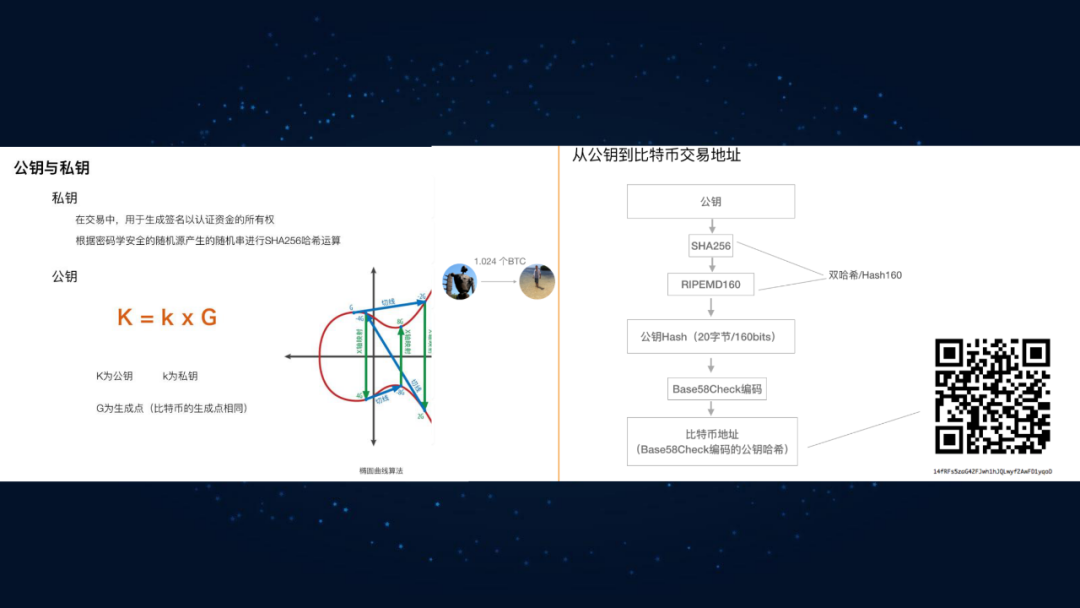 公钥与私钥
私钥
在交易中，用于生成签名以认证资金的所有权
根据密码学安全的随机源产生的随机串进行SHA256哈希运算
公钥
K = k x G
K为公钥 k为私钥
G为生成点（比特币的生成点相同）
G
切线
X轴映射
X轴映射
切线
切线
椭圆曲线算法
1.024 个BTC
从公钥到比特币交易地址
公钥
SHA256
双哈希/Hash160
RIPEMD160
公钥Hash（20字节/160bits）
Base58Check编码
比特币地址
（Base58Check编码的公钥哈希）